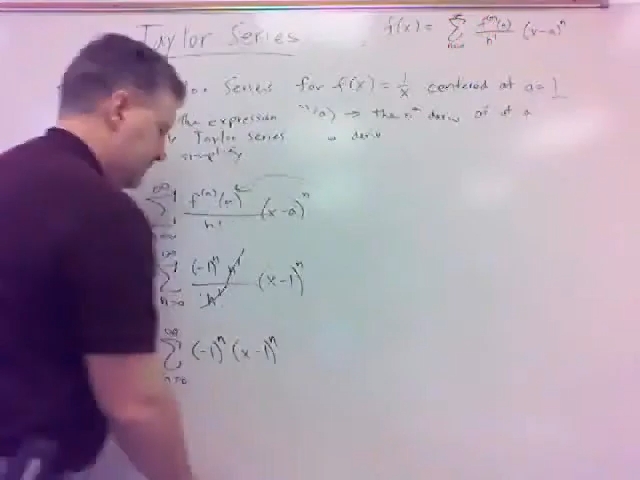 Taylor Series
f(x) = ∞ Σ n=0 f⁽ⁿ⁾(a) / n! (x-a)ⁿ
Series for f(x) = 1/x centered at a = 1
the expression ⁽ⁿ⁾(a) → the nᵗʰ deriv at a
Taylor series deriv
simplify
∞ Σ f⁽ⁿ⁾(a) / n! (x-a)ⁿ
∞ Σ n=0 (-1)ⁿ n! / n! (x-1)ⁿ
∞ Σ n=0 (-1)ⁿ (x-1)ⁿ